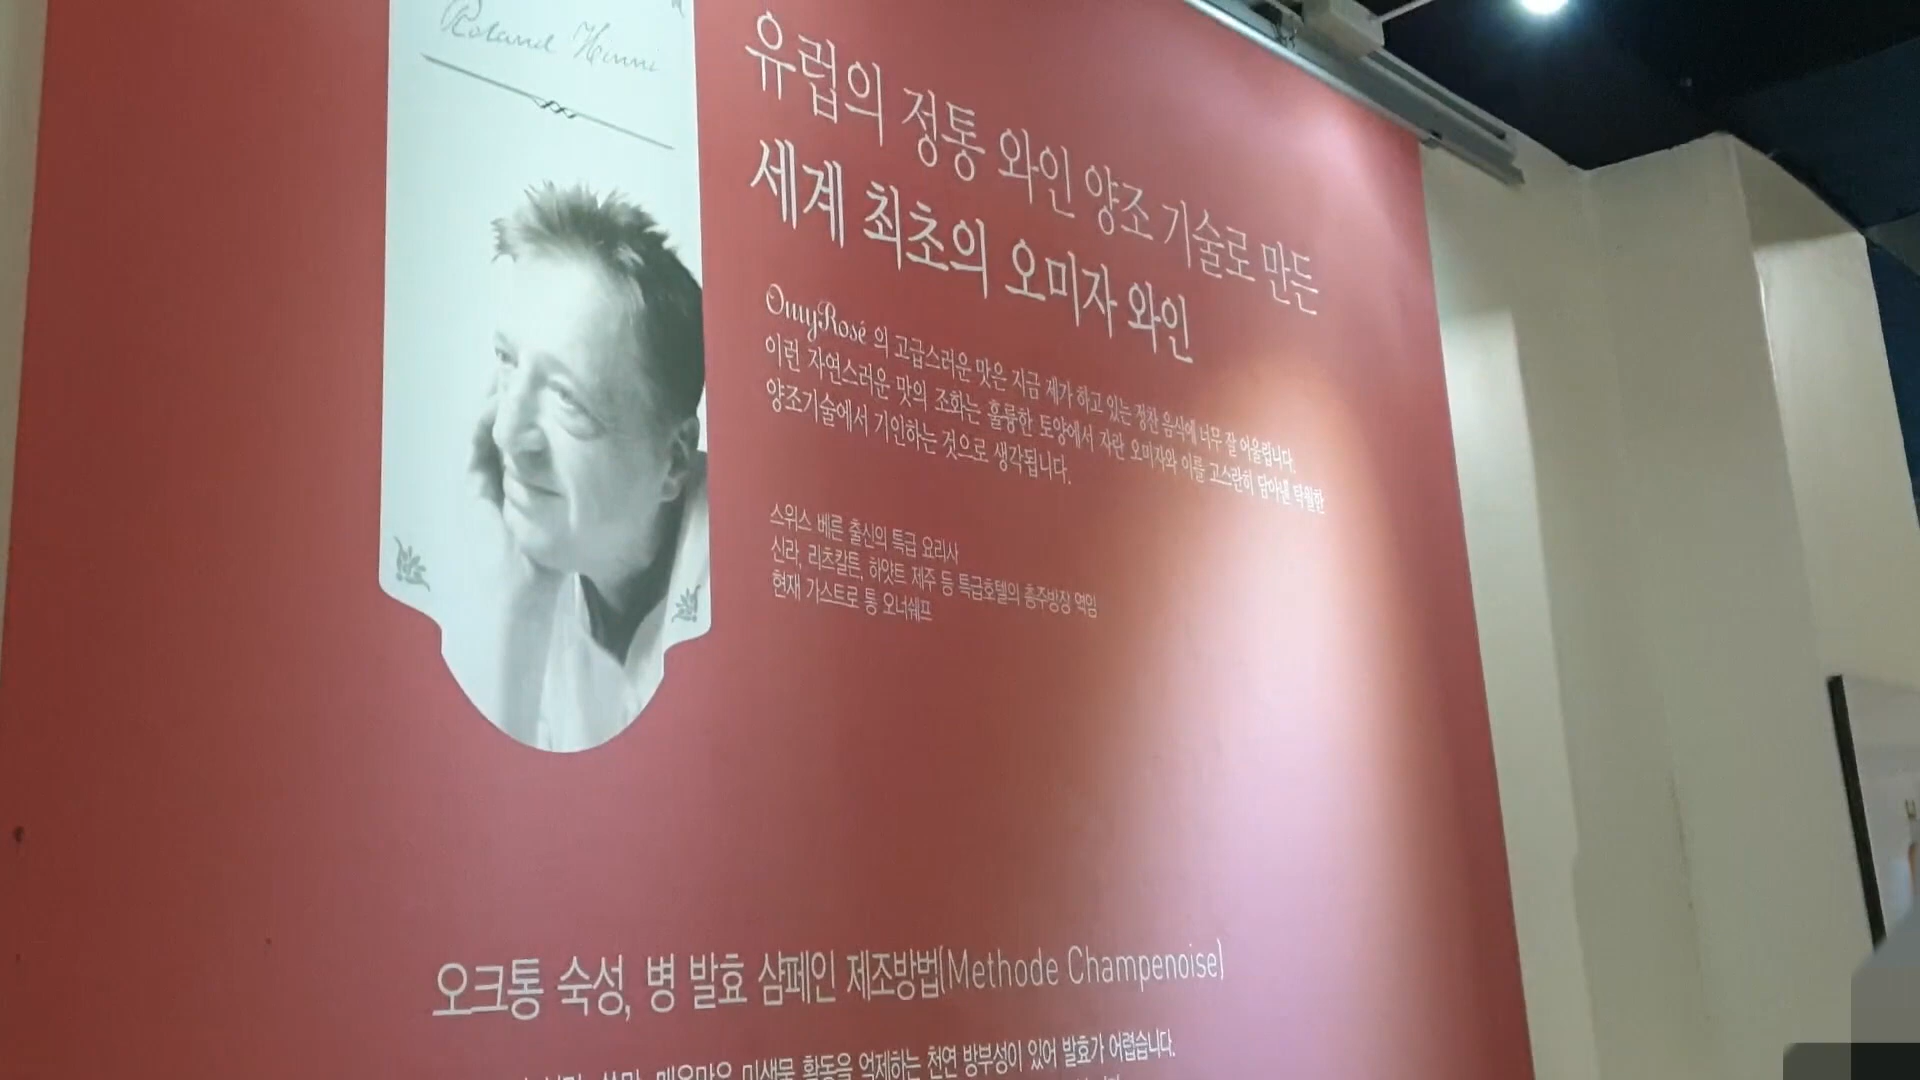 Roland Hinni
유럽의 정통 와인 양조 기술로 만든
세계 최초의 오미자 와인
OmyRosé 의 고급스러운 맛은 지금 제가 하고 있는 정찬 음식에 너무 잘 어울립니다.
이런 자연스러운 맛의 조화는 훌륭한 토양에서 자란 오미자와 이를 고스란히 담아낸 탁월한
양조기술에서 기인하는 것으로 생각됩니다.
스위스 베른 출신의 특급 요리사
신라, 리츠칼튼, 하얏트 제주 등 특급호텔의 총주방장 역임
현재 가스트로 통 오너쉐프
오크통 숙성, 병 발효 샴페인 제조방법(Methode Champenoise)
미생물 활동을 억제하는 천연 방부성이 있어 발효가 어렵습니다.